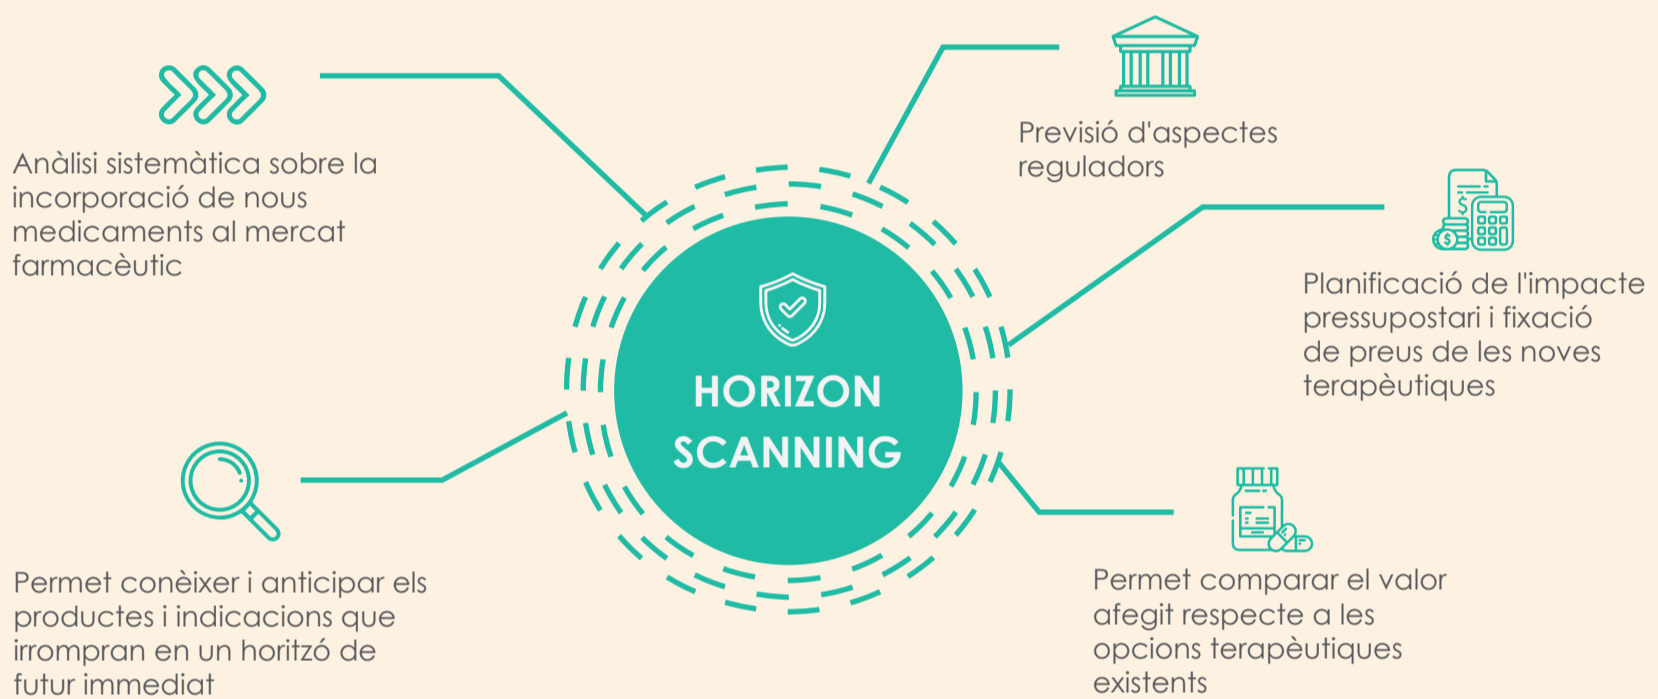 Anàlisi sistemàtica sobre la
incorporació de nous
medicaments al mercat
farmacèutic
Permet conèixer i anticipar els
productes i indicacions que
irrompran en un horitzó de
futur immediat
HORIZON
SCANNING
Previsió d'aspectes
reguladors
Planificació de l'impacte
pressupostari i fixació
de preus de les noves
terapèutiques
Permet comparar el valor
afegit respecte a les
opcions terapèutiques
existents